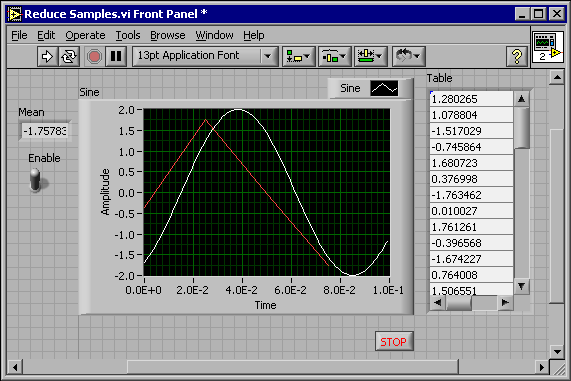 Reduce Samples.vi Front Panel *
File Edit Operate Tools Browse Window Help
13pt Application Font
?
2
Mean
-1.75783
Enable
Sine
Sine
Amplitude
2.0
1.5
1.0
0.5
0.0
-0.5
-1.0
-1.5
-2.0
0.0E+0 2.0E-2 4.0E-2 6.0E-2 8.0E-2 1.0E-1
Time
Table
1.280265
1.078804
-1.517029
-0.745864
1.680723
0.376998
-1.763462
0.010027
1.761261
-0.396568
-1.674227
0.764008
1.506551
STOP